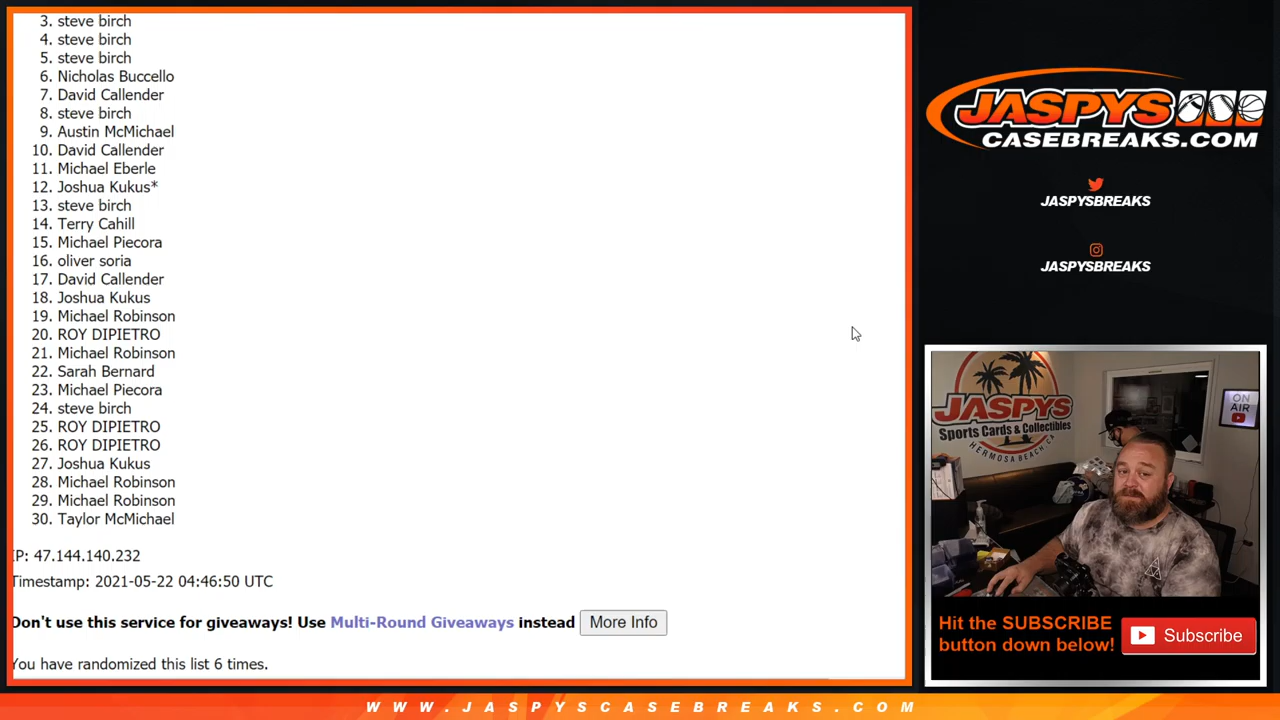 3. steve birch
4. steve birch
5. steve birch
6. Nicholas Buccello
7. David Callender
8. steve birch
9. Austin McMichael
10. David Callender
11. Michael Eberle
12. Joshua Kukus*
13. steve birch
14. Terry Cahill
15. Michael Piecora
16. oliver soria
17. David Callender
18. Joshua Kukus
19. Michael Robinson
20. ROY DIPIETRO
21. Michael Robinson
22. Sarah Bernard
23. Michael Piecora
24. steve birch
25. ROY DIPIETRO
26. ROY DIPIETRO
27. Joshua Kukus
28. Michael Robinson
29. Michael Robinson
30. Taylor McMichael
IP: 47.144.140.232
Timestamp: 2021-05-22 04:46:50 UTC
Don't use this service for giveaways! Use Multi-Round Giveaways instead More Info
You have randomized this list 6 times.
JASPYS
CASEBREAKS.COM
JASPYSBREAKS
JASPYSBREAKS
JASPYS
Sports Cards & Collectibles
HERMOSA BEACH, CA
ON
AIR
Hit the SUBSCRIBE
button down below!
Subscribe
WWW.JASPYSCASEBREAKS.COM